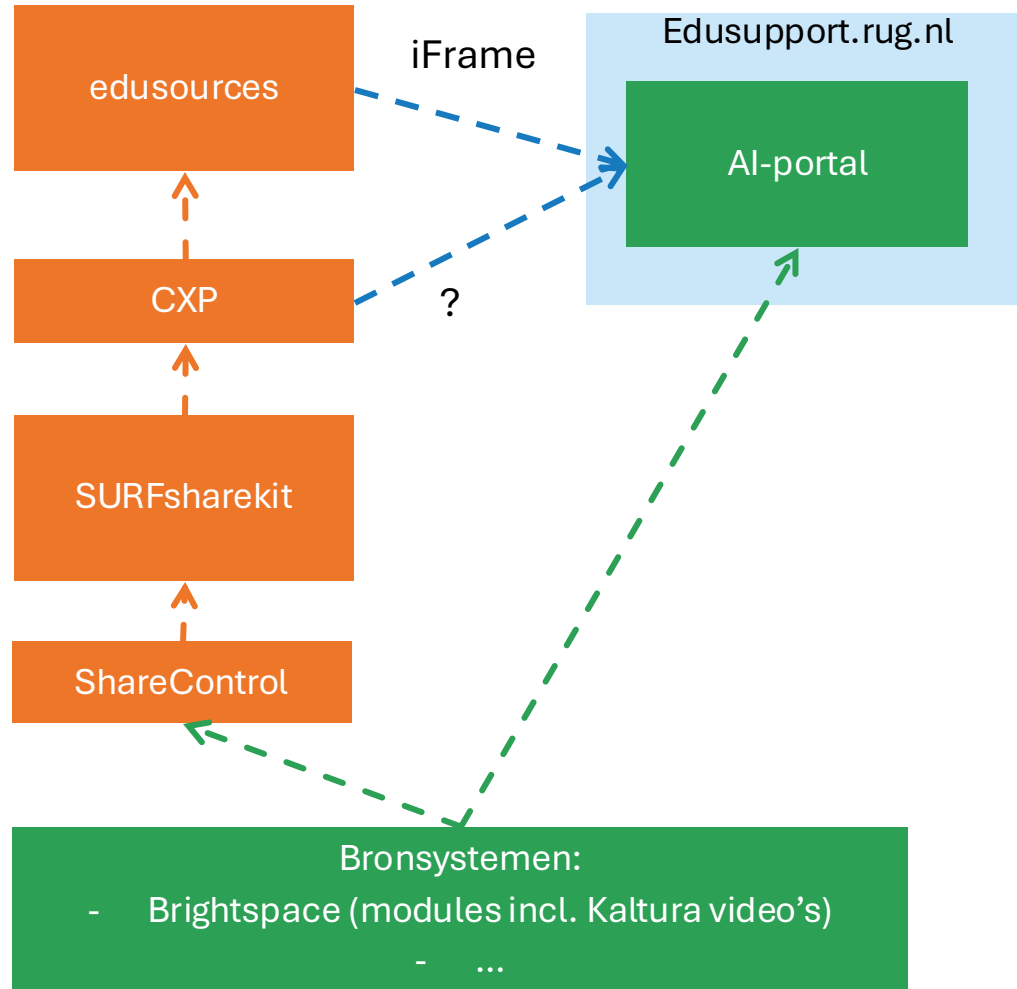 Edusupport.rug.nl
iFrame
edusources
AI-portal
CXP
?
SURFsharekit
ShareControl
Bronsystemen:
- Brightspace (modules incl. Kaltura video’s)
- ...